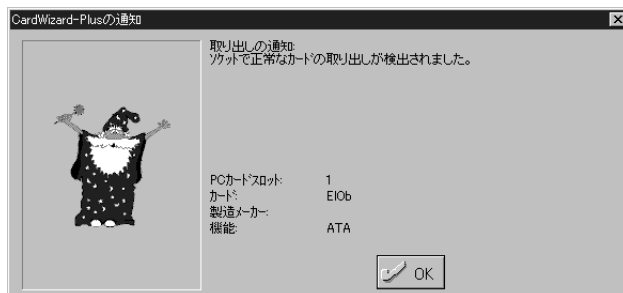 CardWizard-Plusの通知
取り出しの通知:
ソケットで正常なカードの取り出しが検出されました。
PCカードスロット: 1
カード: EIOb
製造メーカー:
機能: ATA
OK